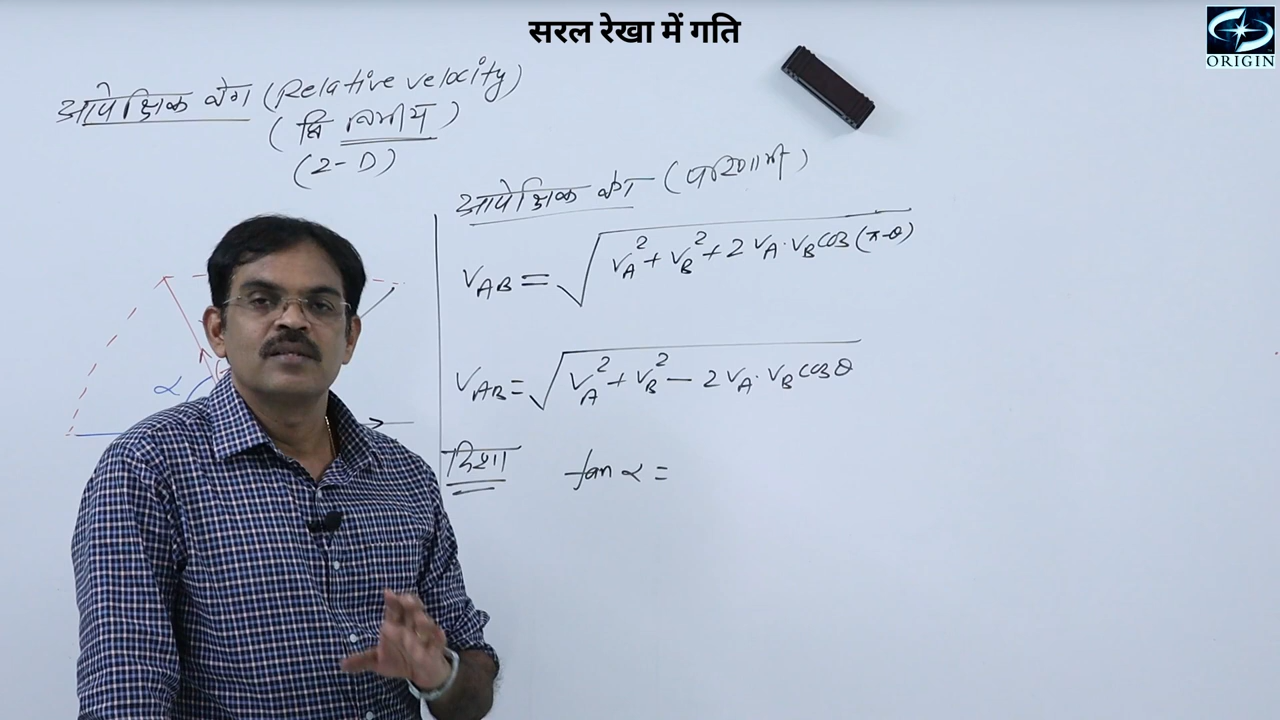 सरल रेखा में गति
ORIGIN
आपेक्षिक वेग (Relative velocity)
(द्वि विमीय)
(2-D)
आपेक्षिक वेग (परिणामी)
V_AB = √(V_A² + V_B² + 2 V_A · V_B cos(π-θ))
V_AB = √(V_A² + V_B² - 2 V_A · V_B cosθ)
दिशा tan α =
α